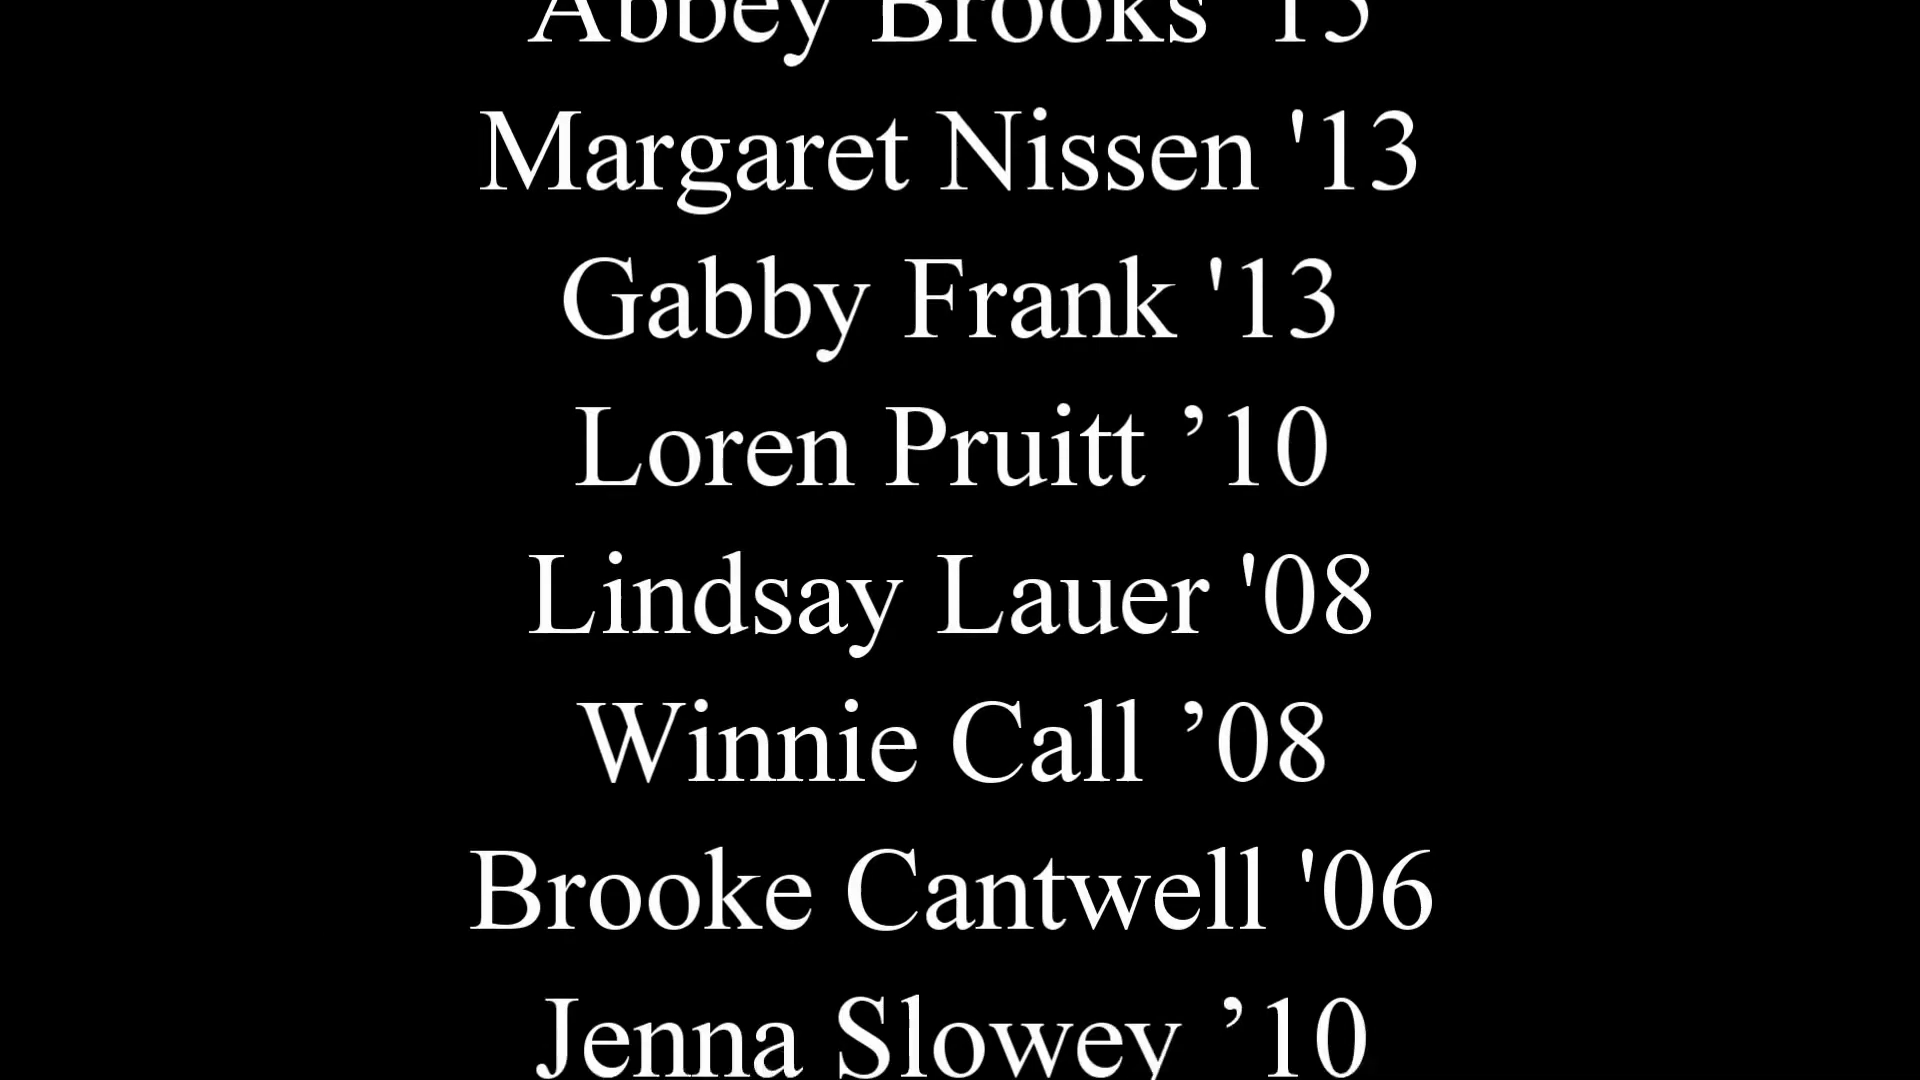 Abbey Brooks '15
Margaret Nissen '13
Gabby Frank '13
Loren Pruitt ’10
Lindsay Lauer '08
Winnie Call ’08
Brooke Cantwell '06
Jenna Slowey ’10